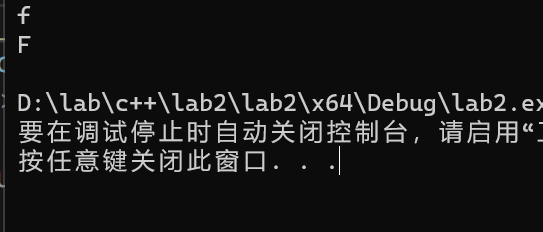 f
F
D:\lab\c++\lab2\lab2\x64\Debug\lab2.ex
要在调试停止时自动关闭控制台，请启用“
按任意键关闭此窗口. . .